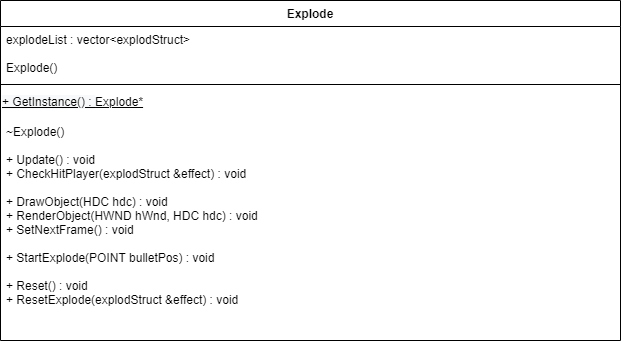 Explode
explodeList : vector<explodStruct>
Explode()
+ GetInstance() : Explode*
~Explode()
+ Update() : void
+ CheckHitPlayer(explodStruct &effect) : void
+ DrawObject(HDC hdc) : void
+ RenderObject(HWND hWnd, HDC hdc) : void
+ SetNextFrame() : void
+ StartExplode(POINT bulletPos) : void
+ Reset() : void
+ ResetExplode(explodStruct &effect) : void